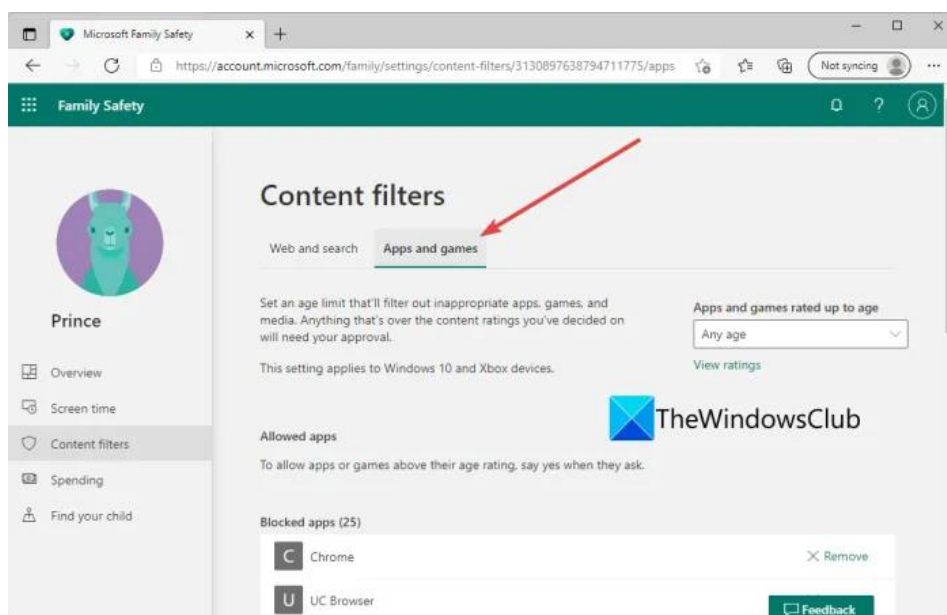 Microsoft Family Safety
https://account.microsoft.com/family/settings/content-filters/3130897638794711775/apps
Not syncing
Family Safety
?
Prince
Overview
Screen time
Content filters
Spending
Find your child
Content filters
Web and search
Apps and games
Set an age limit that'll filter out inappropriate apps, games, and
media. Anything that's over the content ratings you've decided on
will need your approval.
This setting applies to Windows 10 and Xbox devices.
Apps and games rated up to age
Any age
View ratings
TheWindowsClub
Allowed apps
To allow apps or games above their age rating, say yes when they ask.
Blocked apps (25)
C Chrome
Remove
U UC Browser
Feedback